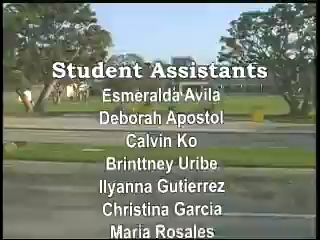 Student Assistants
Esmeralda Avila
Deborah Apostol
Calvin Ko
Brinttney Uribe
Ilyanna Gutierrez
Christina Garcia
Maria Rosales